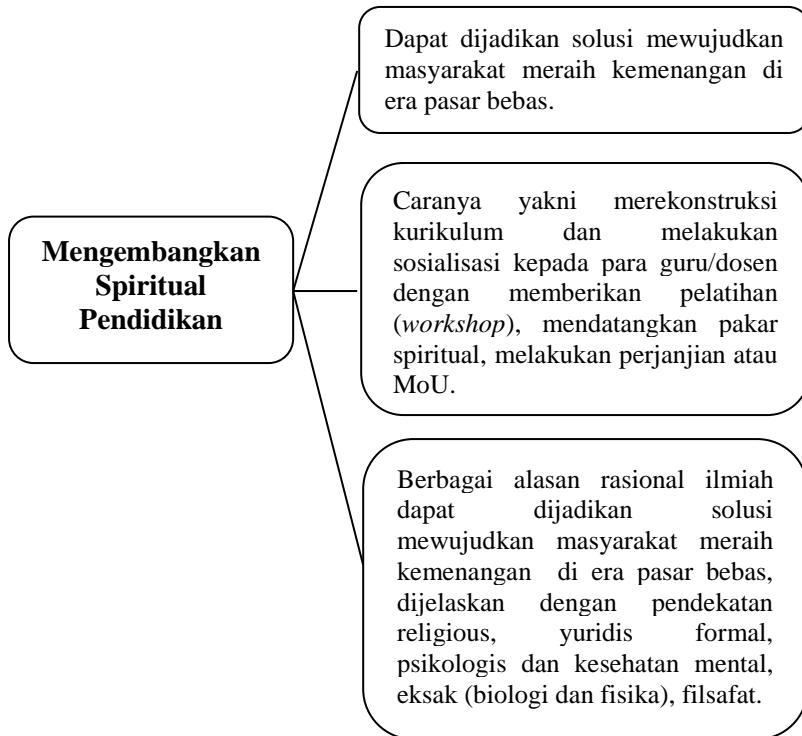 Mengembangkan
Spiritual
Pendidikan
Dapat dijadikan solusi mewujudkan
masyarakat meraih kemenangan di
era pasar bebas.
Caranya yakni merekonstruksi
kurikulum dan melakukan
sosialisasi kepada para guru/dosen
dengan memberikan pelatihan
(workshop), mendatangkan pakar
spiritual, melakukan perjanjian atau
MoU.
Berbagai alasan rasional ilmiah
dapat dijadikan solusi
mewujudkan masyarakat meraih
kemenangan di era pasar bebas,
dijelaskan dengan pendekatan
religious, yuridis formal,
psikologis dan kesehatan mental,
eksak (biologi dan fisika), filsafat.